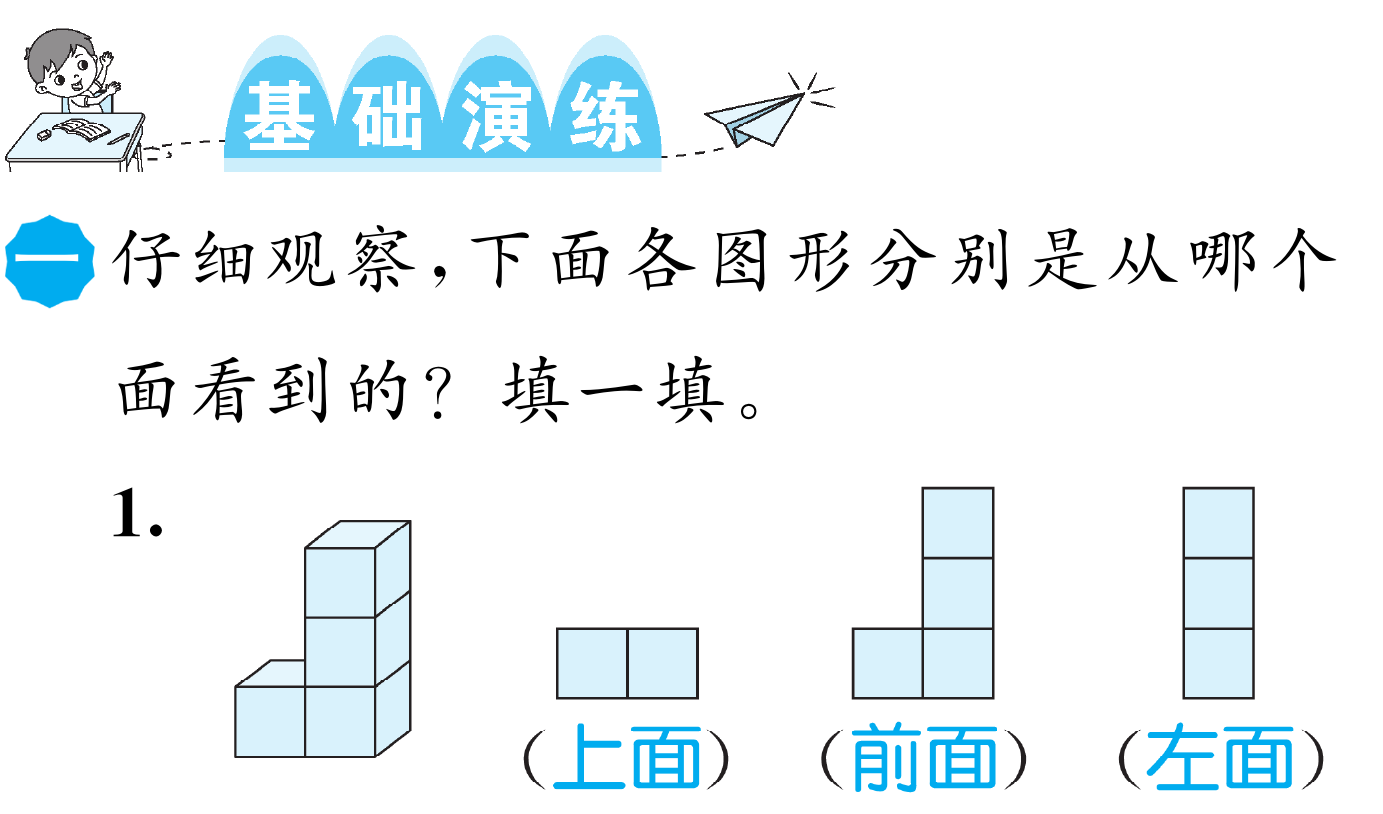 基础演练
一 仔细观察,下面各图形分别是从哪个
面看到的? 填一填。
1.
(上面) (前面) (左面)